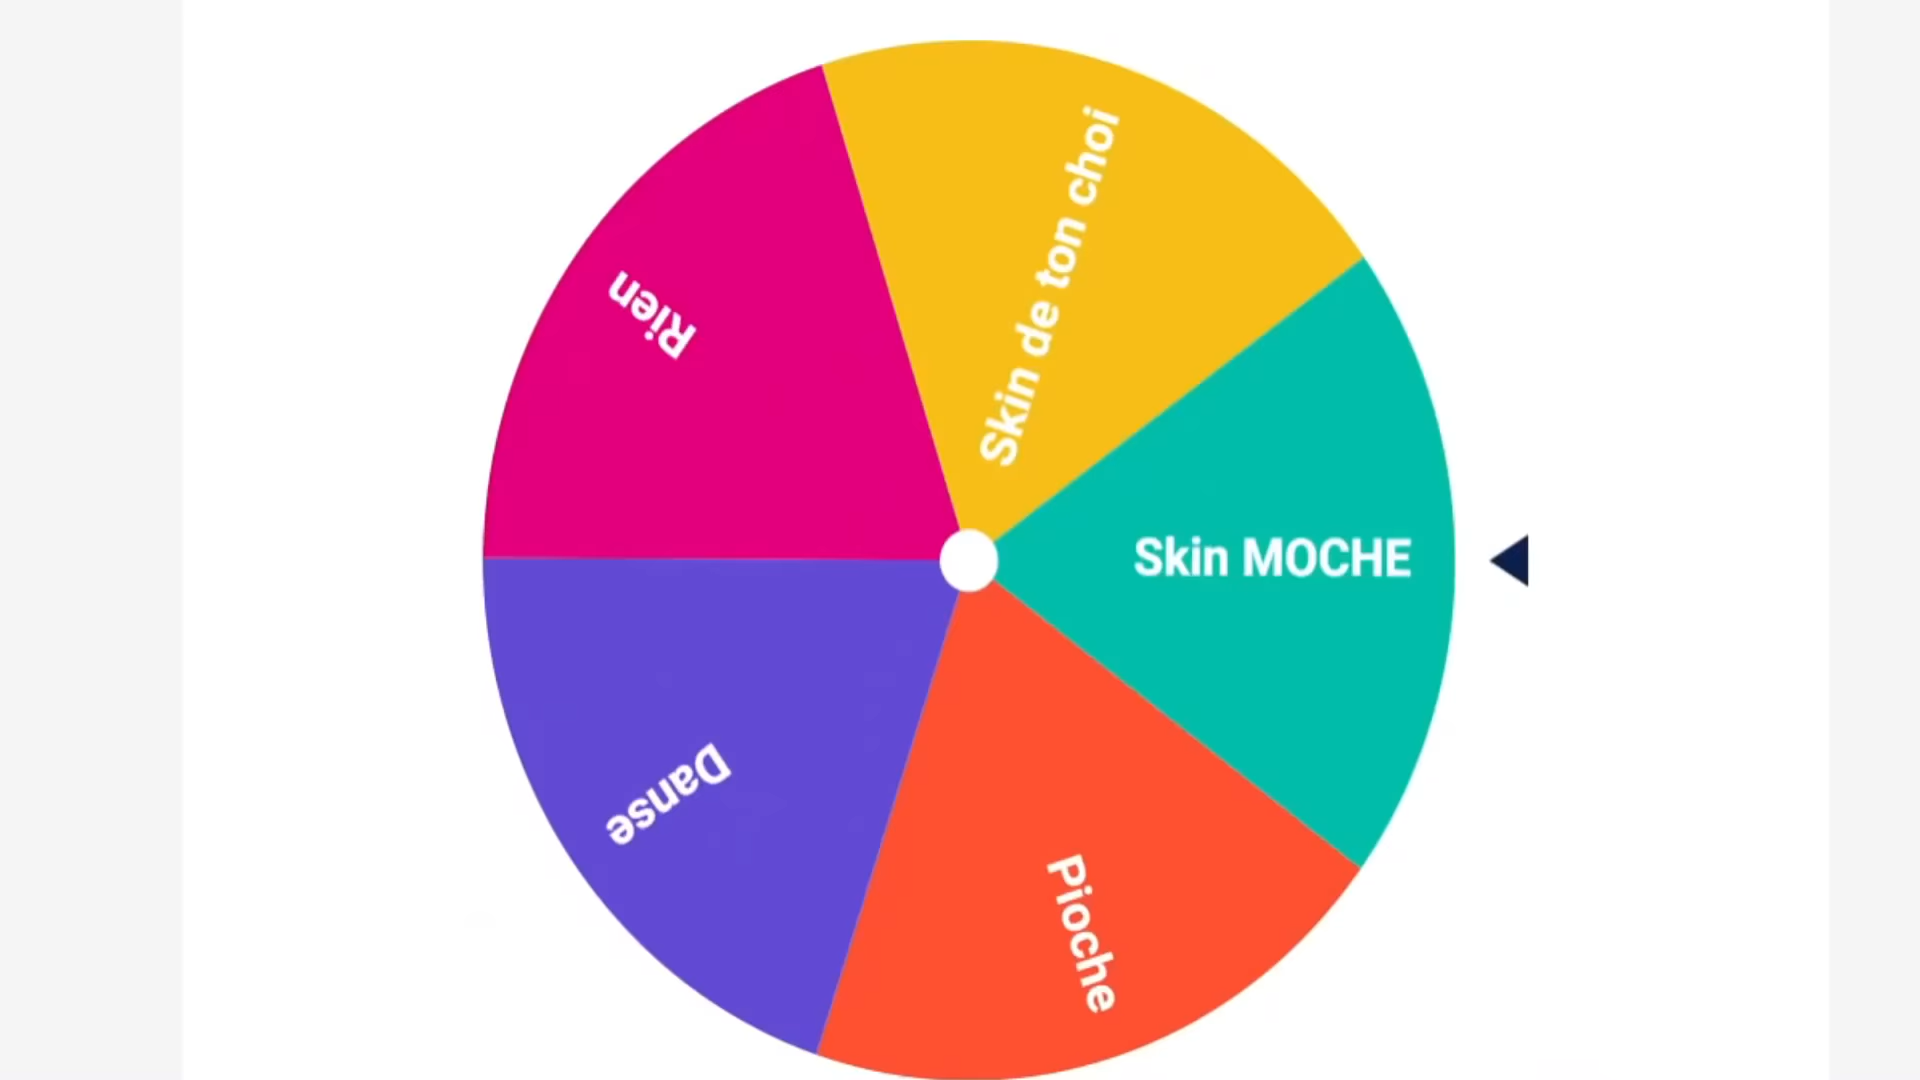 Skin de ton choi
Rien
Skin MOCHE
Danse
Pioche